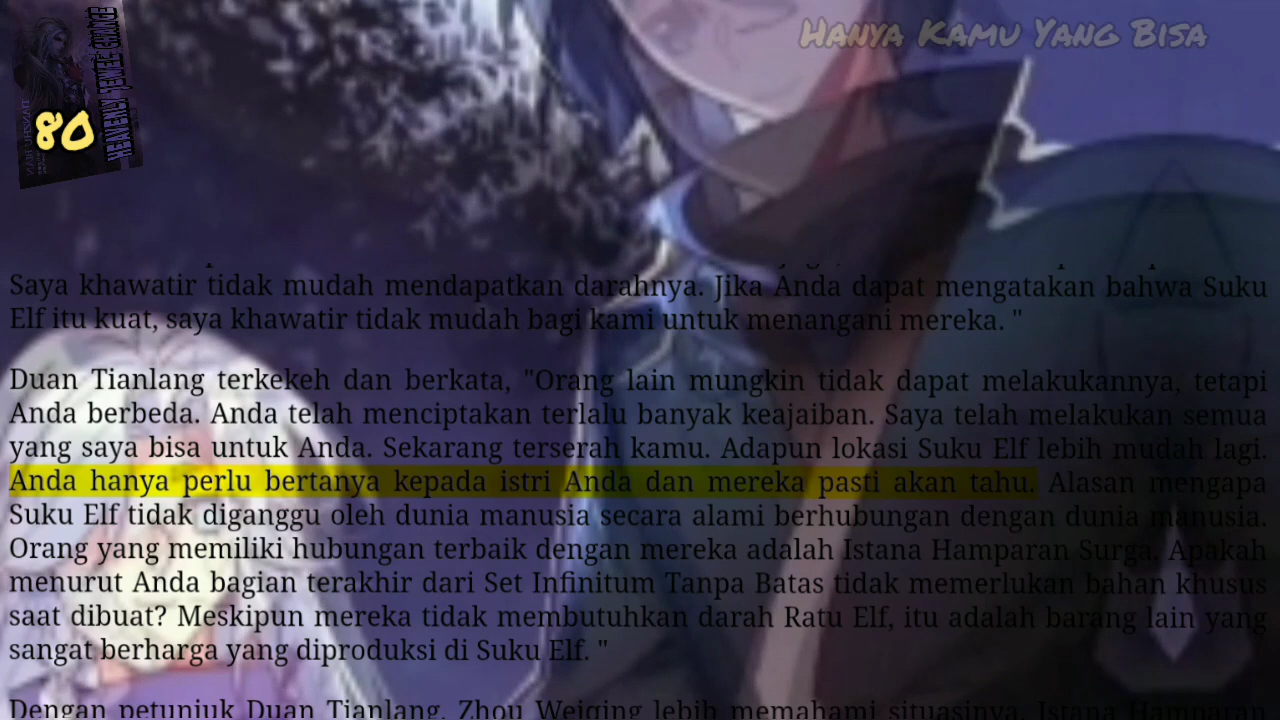 Hanya Kamu Yang Bisa
HEAVENLY JEWEL CHANGE
80
Saya khawatir tidak mudah mendapatkan darahnya. Jika Anda dapat mengatakan bahwa Suku
Elf itu kuat, saya khawatir tidak mudah bagi kami untuk menangani mereka. "
Duan Tianlang terkekeh dan berkata, "Orang lain mungkin tidak dapat melakukannya, tetapi
Anda berbeda. Anda telah menciptakan terlalu banyak keajaiban. Saya telah melakukan semua
yang saya bisa untuk Anda. Sekarang terserah kamu. Adapun lokasi Suku Elf lebih mudah lagi.
Anda hanya perlu bertanya kepada istri Anda dan mereka pasti akan tahu. Alasan mengapa
Suku Elf tidak diganggu oleh dunia manusia secara alami berhubungan dengan dunia manusia.
Orang yang memiliki hubungan terbaik dengan mereka adalah Istana Hamparan Surga. Apakah
menurut Anda bagian terakhir dari Set Infinitum Tanpa Batas tidak memerlukan bahan khusus
saat dibuat? Meskipun mereka tidak membutuhkan darah Ratu Elf, itu adalah barang lain yang
sangat berharga yang diproduksi di Suku Elf. "
Dengan petunjuk Duan Tianlang, Zhou Weiqing lebih memahami situasinya. Istana Hamparan